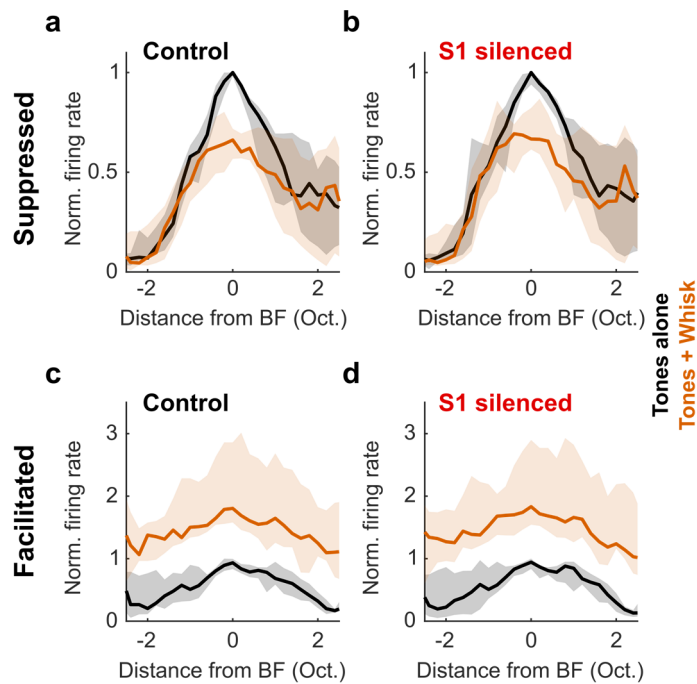 a
Control
b
S1 silenced
Suppressed
Norm. firing rate
1
0.5
0
-2
0
2
Distance from BF (Oct.)
Norm. firing rate
1
0.5
0
-2
0
2
Distance from BF (Oct.)
Tones alone
Tones + Whisk
c
Control
d
S1 silenced
Facilitated
Norm. firing rate
3
2
1
0
-2
0
2
Distance from BF (Oct.)
Norm. firing rate
3
2
1
0
-2
0
2
Distance from BF (Oct.)